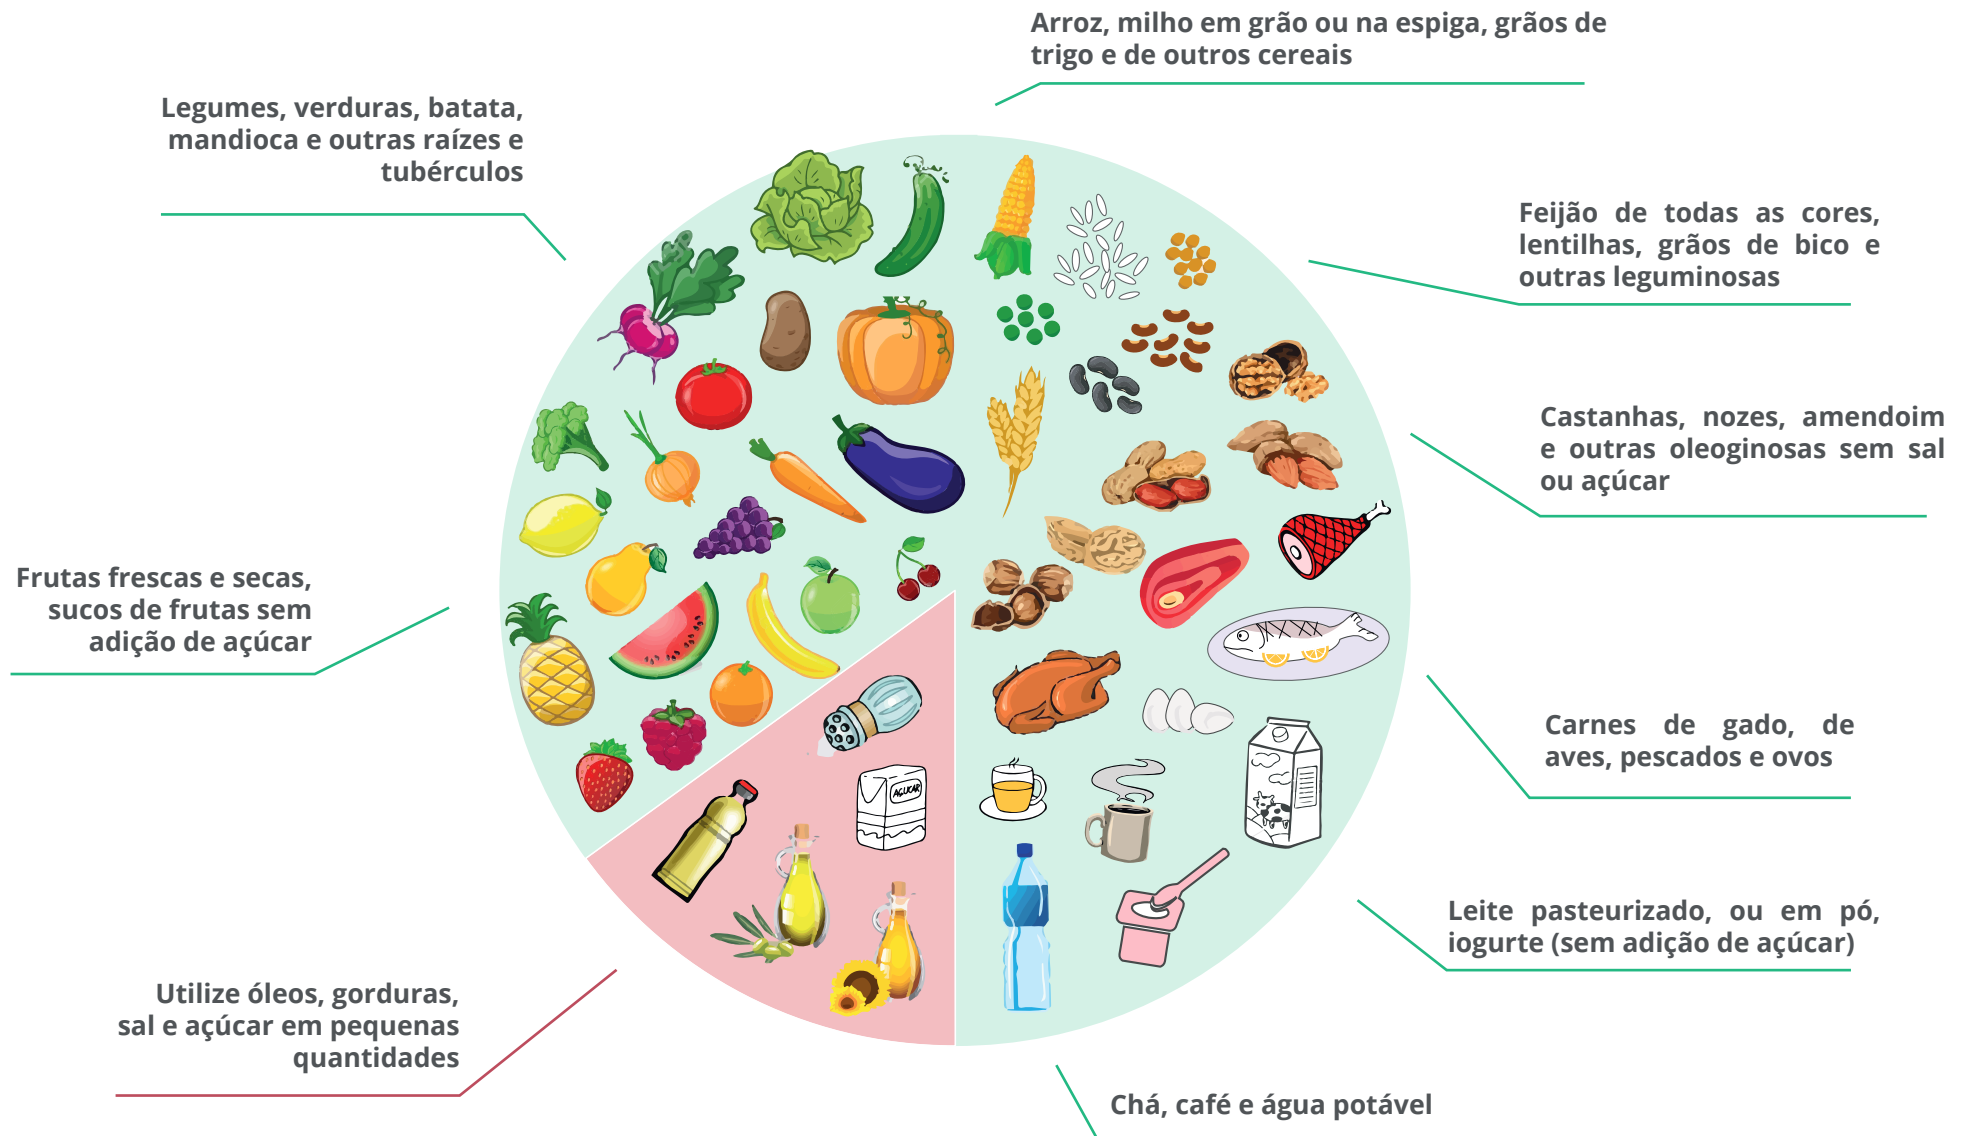 Arroz, milho em grão ou na espiga, grãos de
trigo e de outros cereais
Legumes, verduras, batata,
mandioca e outras raízes e
tubérculos
Feijão de todas as cores,
lentilhas, grãos de bico e
outras leguminosas
Castanhas, nozes, amendoim
e outras oleoginosas sem sal
ou açúcar
Frutas frescas e secas,
sucos de frutas sem
adição de açúcar
Carnes de gado, de
aves, pescados e ovos
AÇUCAR
Leite pasteurizado, ou em pó,
iogurte (sem adição de açúcar)
Utilize óleos, gorduras,
sal e açúcar em pequenas
quantidades
Chá, café e água potável